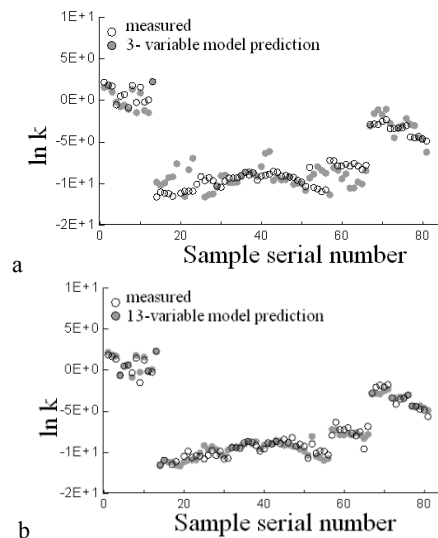 measured
3- variable model prediction
1E+1
5E+0
0E+0
-5E+0
-1E+1
-2E+1
ln k
0 20 40 60 80
Sample serial number
a
1E+1
5E+0
0E+0
-5E+0
-1E+1
-2E+1
measured
13-variable model prediction
ln k
0 20 40 60 80
Sample serial number
b